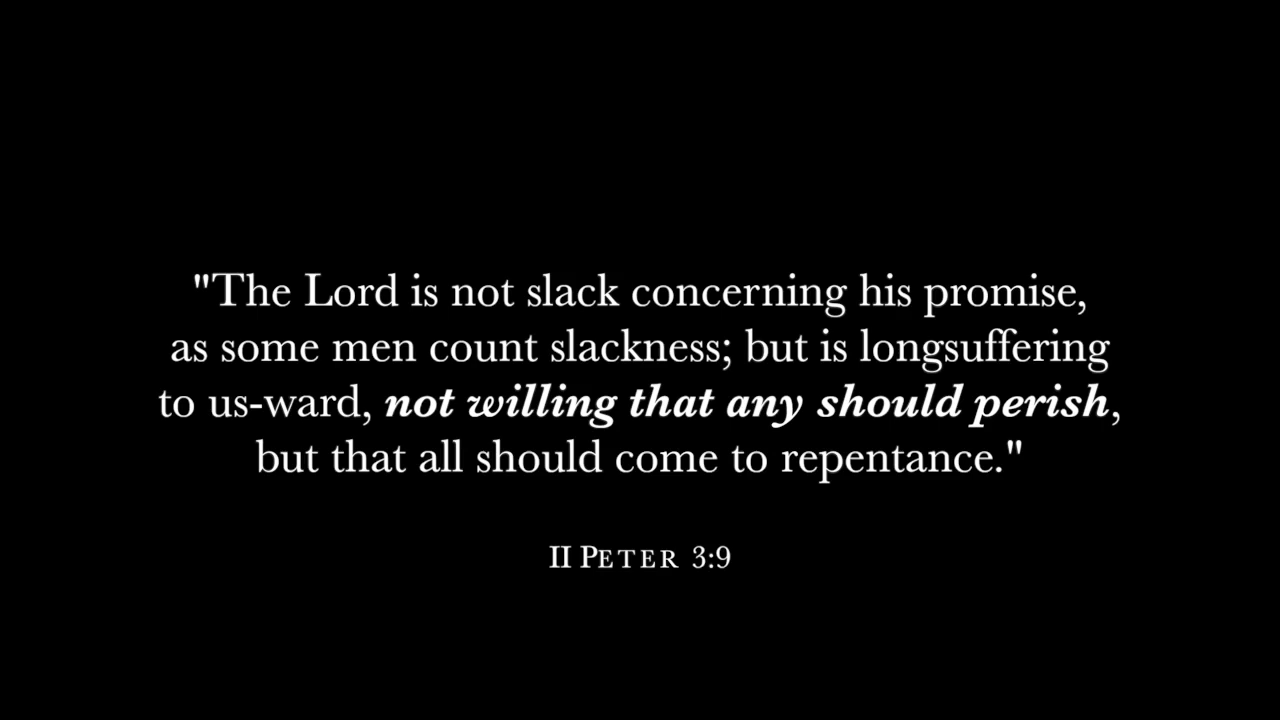 "The Lord is not slack concerning his promise,
as some men count slackness; but is longsuffering
to us-ward, not willing that any should perish,
but that all should come to repentance."
II PETER 3:9